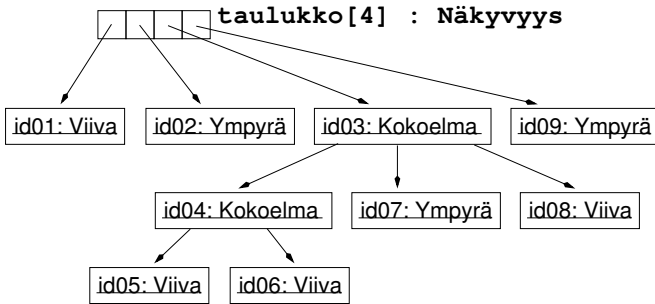 taulukko[4] : Näkyvyys
id01: Viiva id02: Ympyrä id03: Kokoelma id09: Ympyrä
id04: Kokoelma id07: Ympyrä id08: Viiva
id05: Viiva id06: Viiva